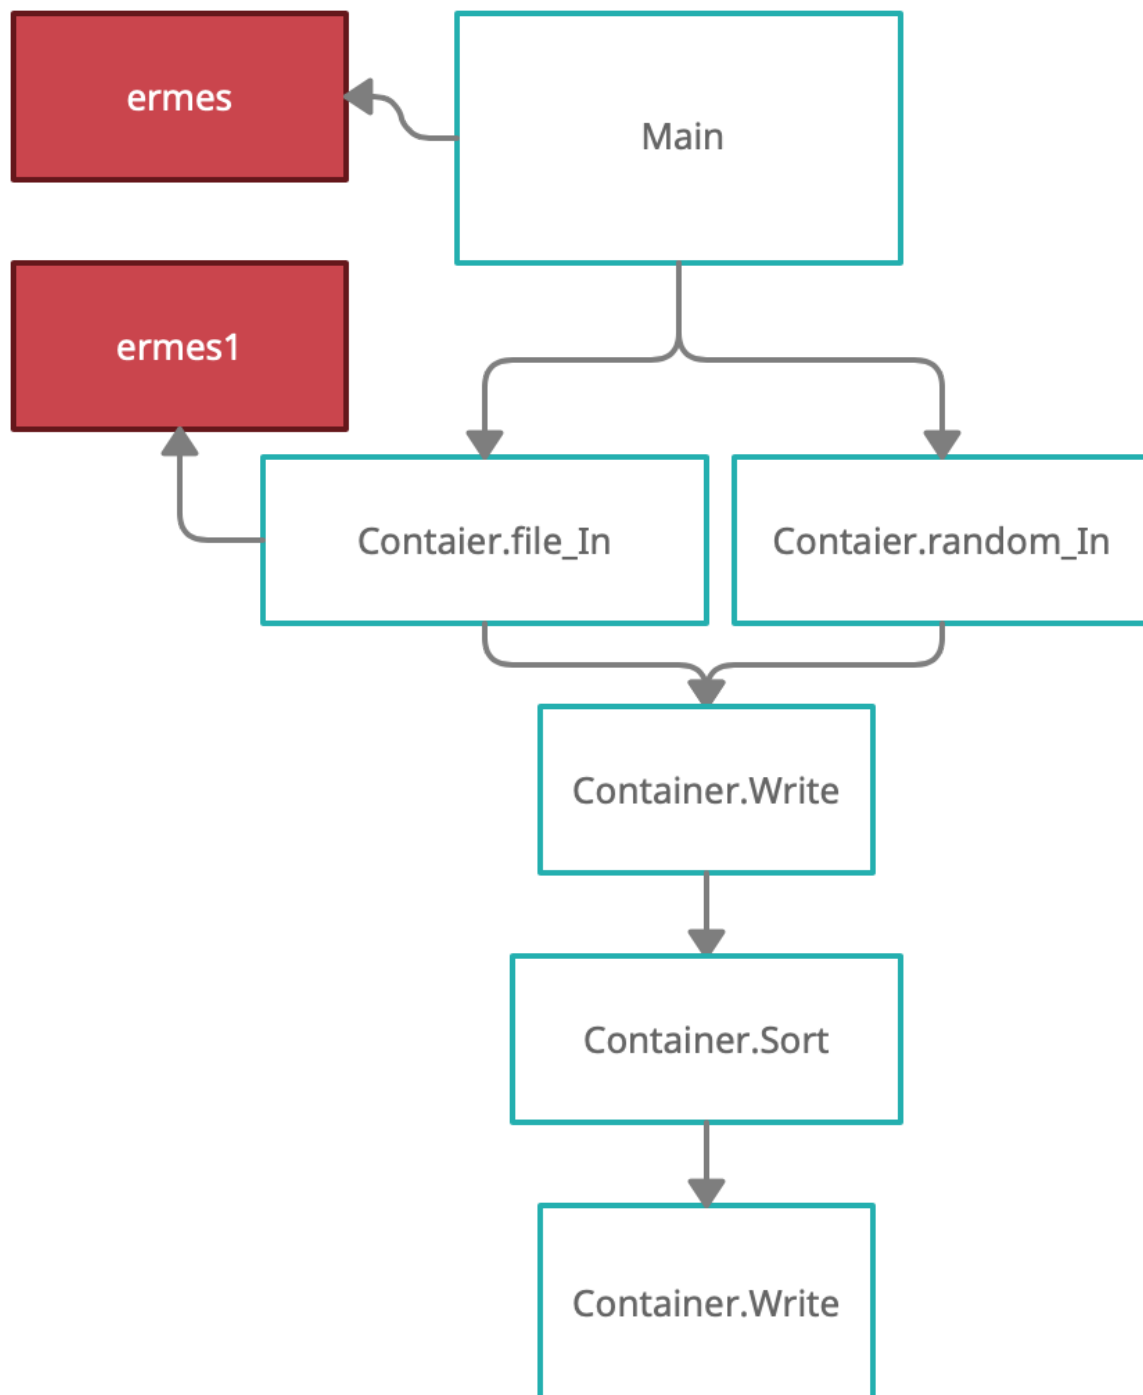 ermes
Main
ermes1
Contaier.file_In
Contaier.random_In
Container.Write
Container.Sort
Container.Write